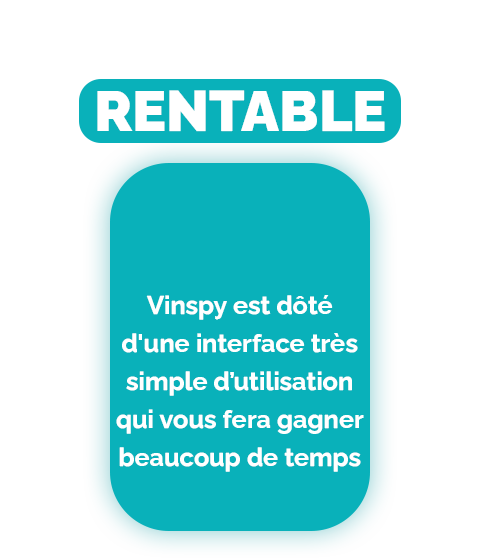 RENTABLE
Vinspy est dôté
d'une interface très
simple d’utilisation
qui vous fera gagner
beaucoup de temps